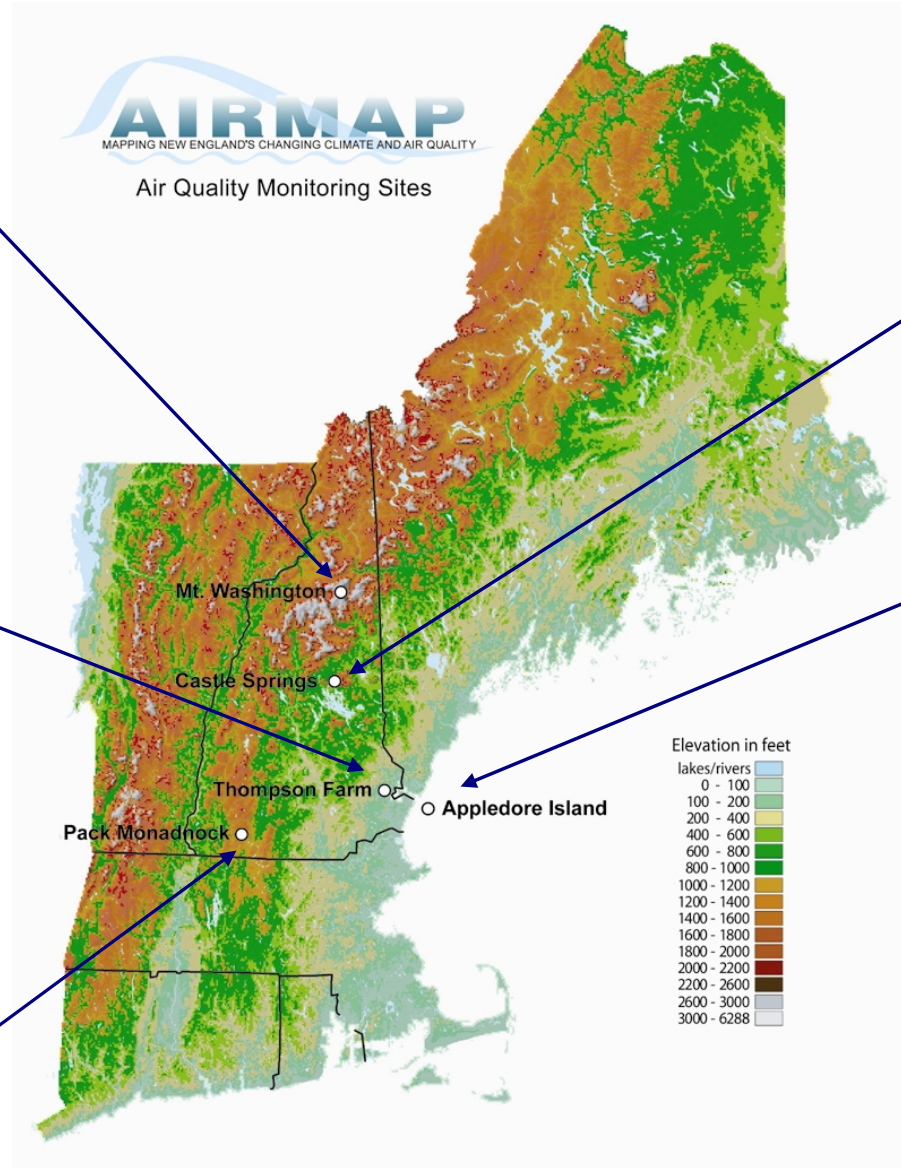 AIRMAP
MAPPING NEW ENGLAND'S CHANGING CLIMATE AND AIR QUALITY
Air Quality Monitoring Sites
Mt. Washington
Castle Springs
Thompson Farm
Appledore Island
Pack Monadnock
Elevation in feet
lakes/rivers
0 - 100
100 - 200
200 - 400
400 - 600
600 - 800
800 - 1000
1000 - 1200
1200 - 1400
1400 - 1600
1600 - 1800
1800 - 2000
2000 - 2200
2200 - 2600
2600 - 3000
3000 - 6288